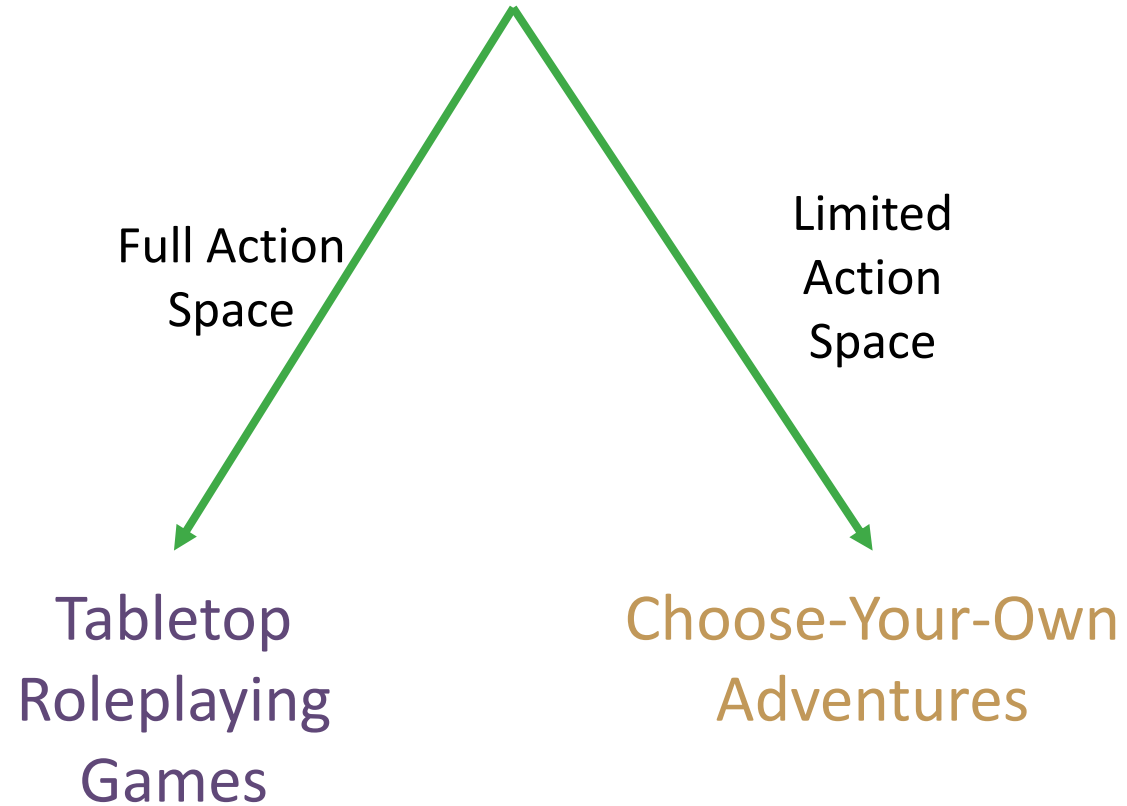 Full Action
Space
Limited
Action
Space
Tabletop
Roleplaying
Games
Choose-Your-Own
Adventures